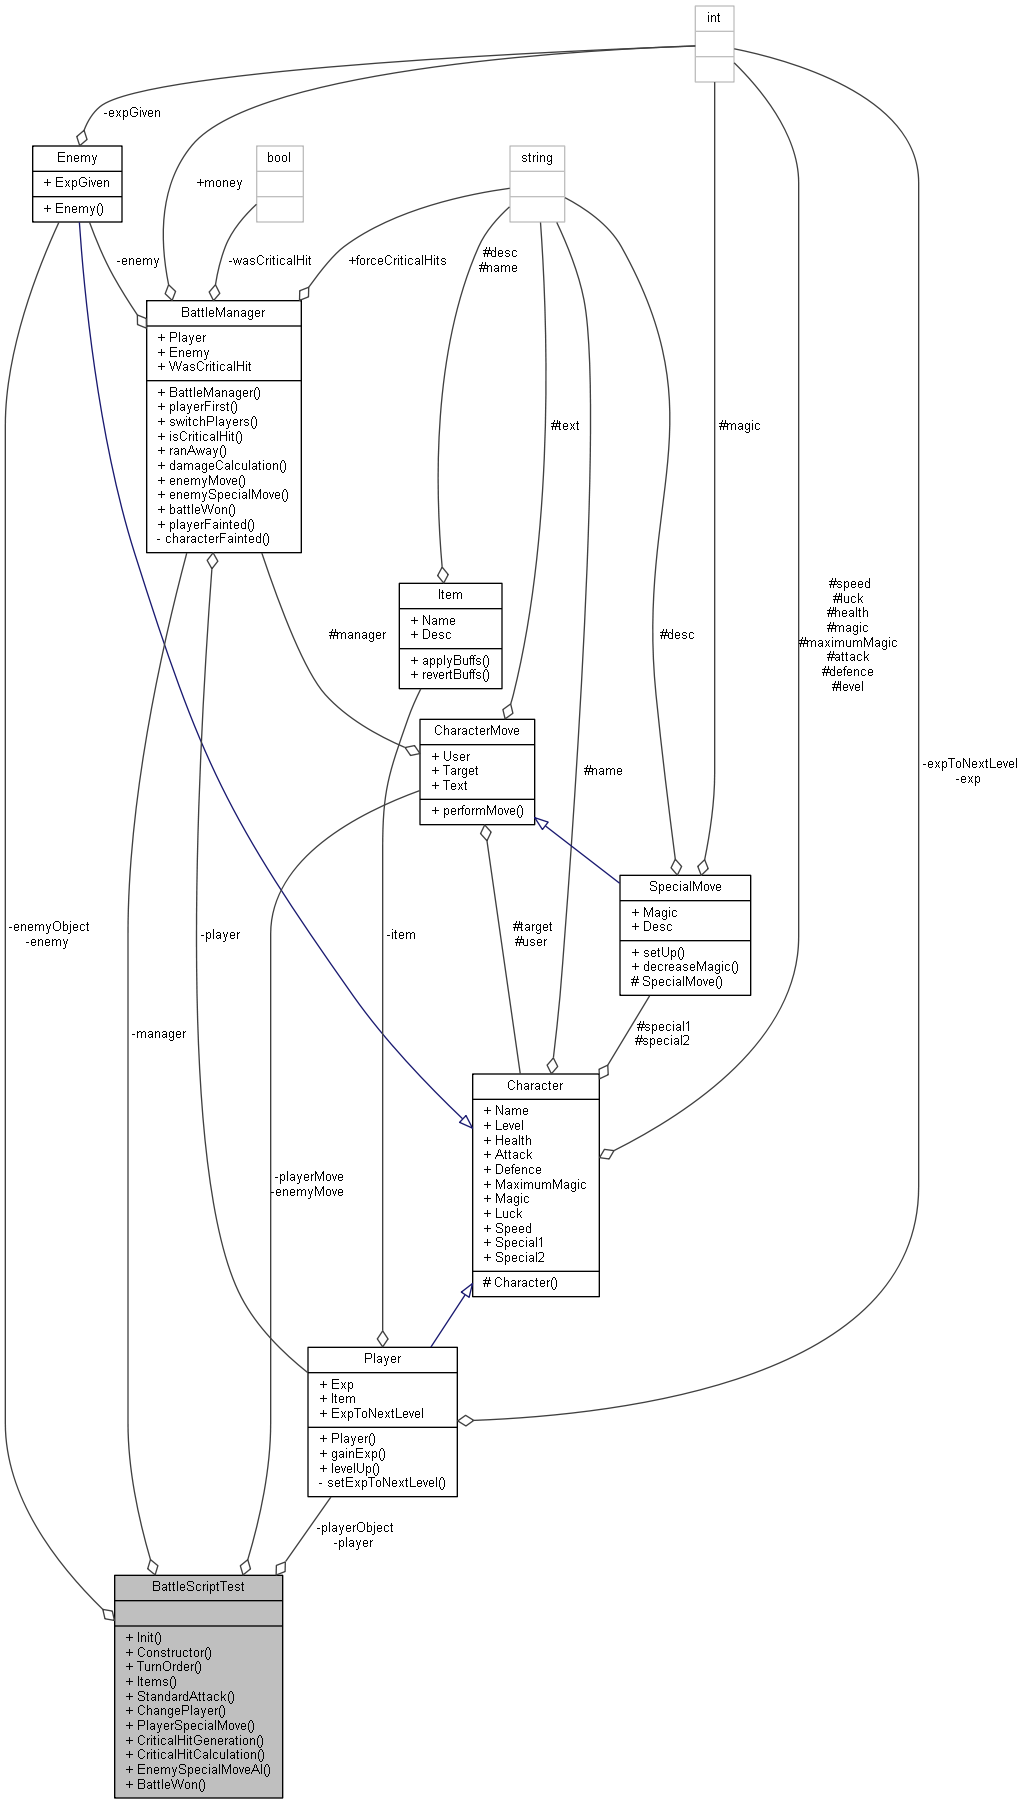 int
-expGiven
Enemy
+ ExpGiven
+ Enemy()
bool
string
+money
-enemy
-wasCriticalHit
+forceCriticalHits
#desc
#name
BattleManager
+ Player
+ Enemy
+ WasCriticalHit
+ BattleManager()
+ playerFirst()
+ switchPlayers()
+ isCriticalHit()
+ ranAway()
+ damageCalculation()
+ enemyMove()
+ enemySpecialMove()
+ battleWon()
+ playerFainted()
- characterFainted()
#text
#magic
Item
+ Name
+ Desc
+ applyBuffs()
+ revertBuffs()
#manager
#desc
#speed
#luck
#health
#magic
#maximumMagic
#attack
#defence
#level
CharacterMove
+ User
+ Target
+ Text
+ performMove()
#name
-expToNextLevel
-exp
SpecialMove
+ Magic
+ Desc
+ setUp()
+ decreaseMagic()
# SpecialMove()
-enemyObject
-enemy
-player
-item
#target
#user
-manager
#special1
#special2
Character
+ Name
+ Level
+ Health
+ Attack
+ Defence
+ MaximumMagic
+ Magic
+ Luck
+ Speed
+ Special1
+ Special2
# Character()
-playerMove
-enemyMove
Player
+ Exp
+ Item
+ ExpToNextLevel
+ Player()
+ gainExp()
+ levelUp()
- setExpToNextLevel()
-playerObject
-player
BattleScriptTest
+ Init()
+ Constructor()
+ TurnOrder()
+ Items()
+ StandardAttack()
+ ChangePlayer()
+ PlayerSpecialMove()
+ CriticalHitGeneration()
+ CriticalHitCalculation()
+ EnemySpecialMoveAI()
+ BattleWon()